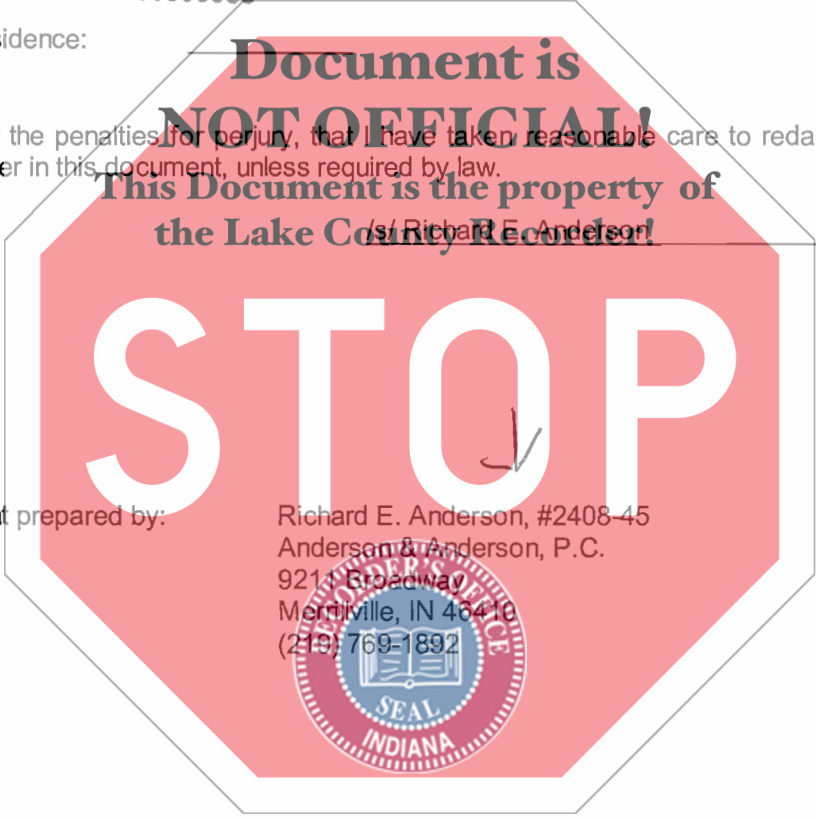 idence:
Document is
NOT OFFICIAL!
the penalties for perjury, that I have taken reasonable care to reda
er in this document, unless required by law.
This Document is the property of
the Lake County Recorder!
/s/ Richard E. Anderson
STOP
t prepared by:
Richard E. Anderson, #2408-45
Anderson & Anderson, P.C.
9211 Broadway
Merrillville, IN 46410
(219) 769-1892
RECORDER'S OFFICE
SEAL
INDIANA